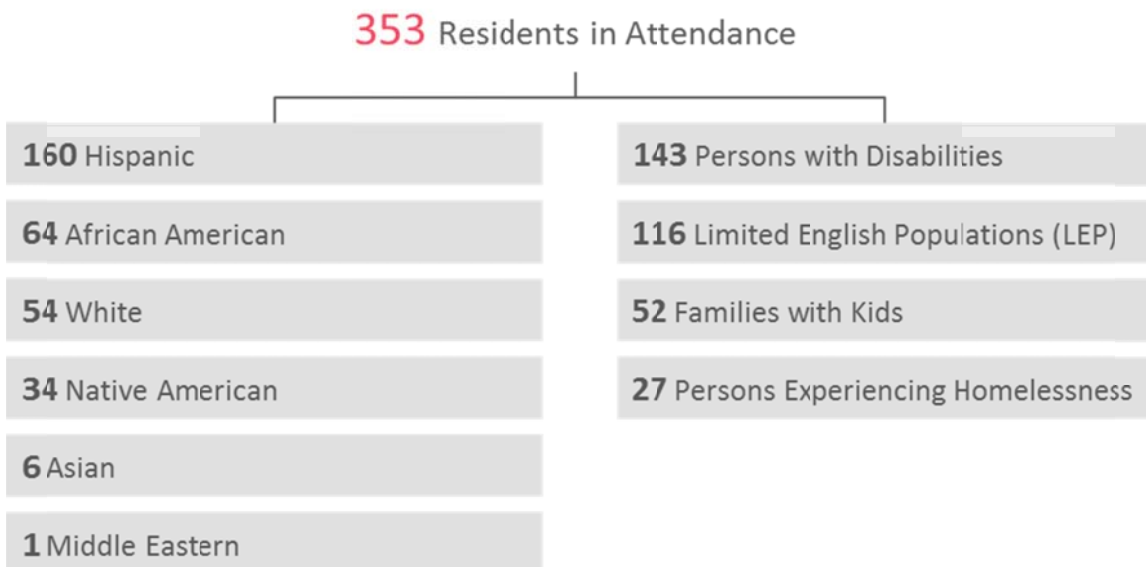 353 Residents in Attendance
160 Hispanic
64 African American
54 White
34 Native American
6 Asian
1 Middle Eastern
143 Persons with Disabilities
116 Limited English Populations (LEP)
52 Families with Kids
27 Persons Experiencing Homelessness